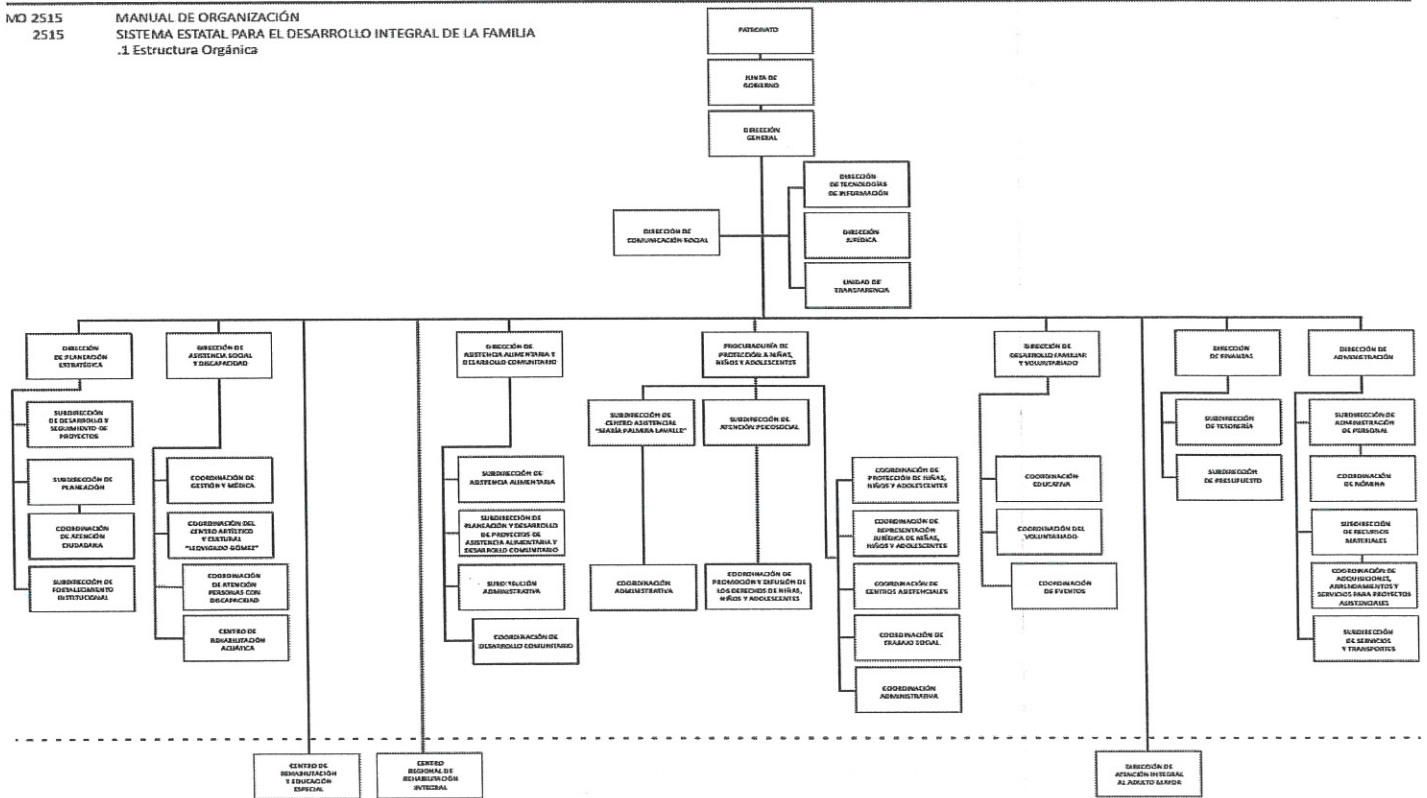 MO 2515 MANUAL DE ORGANIZACIÓN
2515 SISTEMA ESTATAL PARA EL DESARROLLO INTEGRAL DE LA FAMILIA
.1 Estructura Orgánica
PATRONATO
JUNTA DE
GOBIERNO
DIRECCIÓN
GENERAL
DIRECCIÓN
DE TECNOLOGÍAS
DE INFORMACIÓN
DIRECCIÓN DE
COMUNICACIÓN SOCIAL
DIRECCIÓN
JURÍDICA
UNIDAD DE
TRANSPARENCIA
DIRECCIÓN
DE PLANEACIÓN
ESTRATÉGICA
SUBDIRECCIÓN
DE DESARROLLO Y
SEGUIMIENTO DE
PROYECTOS
SUBDIRECCIÓN DE
PLANEACIÓN
COORDINACIÓN
DE ATENCIÓN
CIUDADANA
SUBDIRECCIÓN DE
FORTALECIMIENTO
INSTITUCIONAL
DIRECCIÓN DE
ASISTENCIA SOCIAL
Y DISCAPACIDAD
COORDINACIÓN DE
GESTIÓN Y MÉDICA
COORDINACIÓN DEL
CENTRO ARTÍSTICO
Y CULTURAL
"LEOVIGILDO GÓMEZ"
COORDINACIÓN
DE ATENCIÓN
PERSONAS CON
DISCAPACIDAD
CENTRO DE
REHABILITACIÓN
ACUÁTICA
DIRECCIÓN DE
ASISTENCIA ALIMENTARIA Y
DESARROLLO COMUNITARIO
SUBDIRECCIÓN DE
ASISTENCIA ALIMENTARIA
SUBDIRECCIÓN DE
PLANEACIÓN Y DESARROLLO
DE PROYECTOS DE
ASISTENCIA ALIMENTARIA Y
DESARROLLO COMUNITARIO
SUBDIRECCIÓN
ADMINISTRATIVA
COORDINACIÓN DE
DESARROLLO COMUNITARIO
PROCURADURÍA DE
PROTECCIÓN A NIÑAS,
NIÑOS Y ADOLESCENTES
SUBDIRECCIÓN DE
CENTRO ASISTENCIAL
"MARÍA PALMIRA LAVALLE"
COORDINACIÓN
ADMINISTRATIVA
SUBDIRECCIÓN DE
ATENCIÓN PSICOSOCIAL
COORDINACIÓN DE
PROMOCIÓN Y DIFUSIÓN DE
LOS DERECHOS DE NIÑAS,
NIÑOS Y ADOLESCENTES
COORDINACIÓN DE
PROTECCIÓN DE NIÑAS,
NIÑOS Y ADOLESCENTES
COORDINACIÓN DE
REPRESENTACIÓN
JURÍDICA DE NIÑAS,
NIÑOS Y ADOLESCENTES
COORDINACIÓN DE
CENTROS ASISTENCIALES
COORDINACIÓN DE
TRABAJO SOCIAL
COORDINACIÓN
ADMINISTRATIVA
DIRECCIÓN DE
DESARROLLO FAMILIAR
Y VOLUNTARIADO
COORDINACIÓN
EDUCATIVA
COORDINACIÓN DEL
VOLUNTARIADO
COORDINACIÓN
DE EVENTOS
DIRECCIÓN
DE FINANZAS
SUBDIRECCIÓN
DE TESORERÍA
SUBDIRECCIÓN
DE PRESUPUESTO
DIRECCIÓN DE
ADMINISTRACIÓN
SUBDIRECCIÓN DE
ADMINISTRACIÓN
DE PERSONAL
COORDINACIÓN
DE NÓMINA
SUBDIRECCIÓN
DE RECURSOS
MATERIALES
COORDINACIÓN DE
ADQUISICIONES,
ARRENDAMIENTOS Y
SERVICIOS PARA PROYECTOS
ASISTENCIALES
SUBDIRECCIÓN
DE SERVICIOS
Y TRANSPORTES
CENTRO DE
REHABILITACIÓN
Y EDUCACIÓN
ESPECIAL
CENTRO
REGIONAL DE
REHABILITACIÓN
INTEGRAL
DIRECCIÓN DE
ATENCIÓN INTEGRAL
AL ADULTO MAYOR